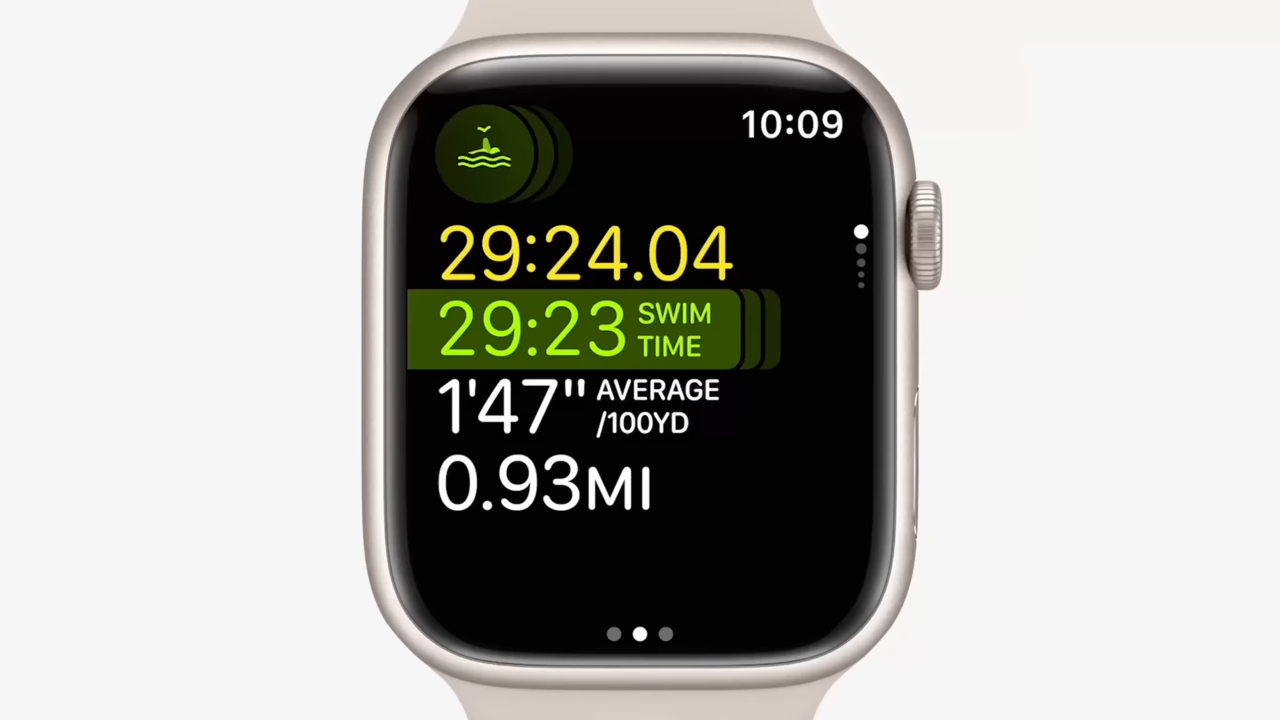 10:09
29:24.04
29:23 SWIM TIME
1'47" AVERAGE /100YD
0.93MI